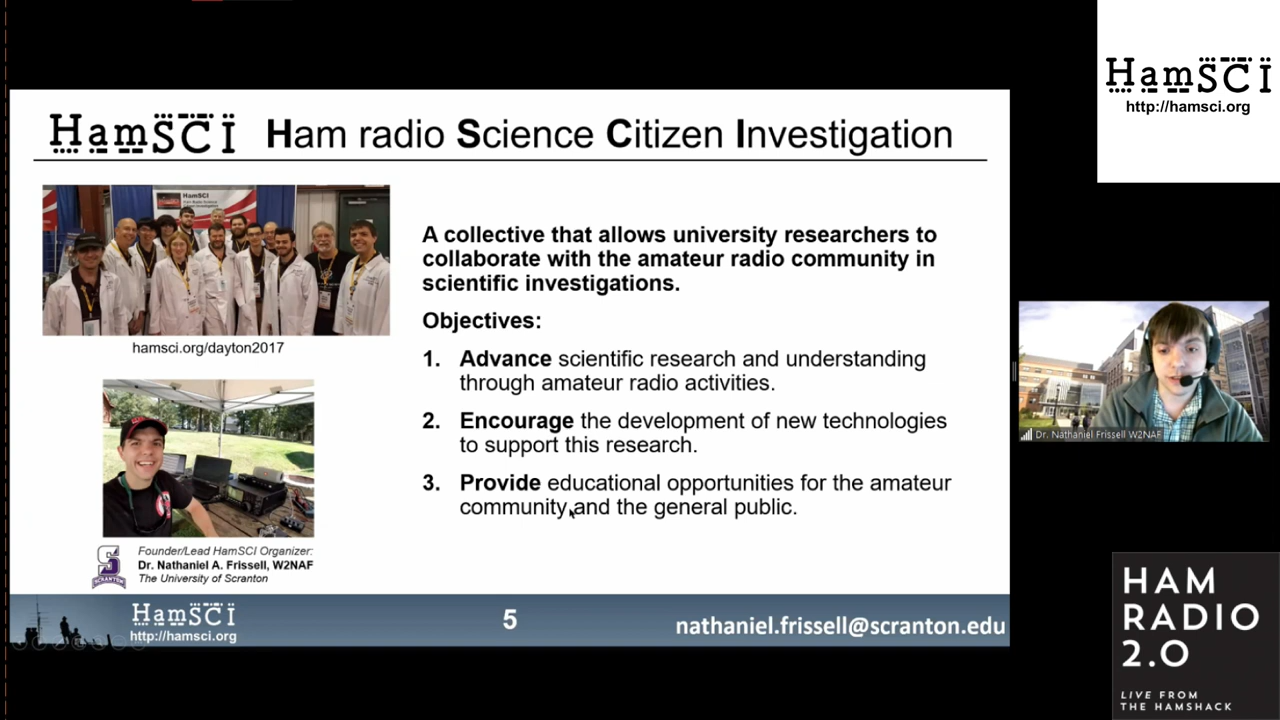 HamSCI Ham radio Science Citizen Investigation
HamSCI
hamsci.org/dayton2017
A collective that allows university researchers to
collaborate with the amateur radio community in
scientific investigations.
Objectives:
1. Advance scientific research and understanding
through amateur radio activities.
2. Encourage the development of new technologies
to support this research.
3. Provide educational opportunities for the amateur
community and the general public.
SCRANTON
Founder/Lead HamSCI Organizer:
Dr. Nathaniel A. Frissell, W2NAF
The University of Scranton
HamSCI
http://hamsci.org
5
nathaniel.frissell@scranton.edu
HamSCI
http://hamsci.org
Dr. Nathaniel Frissell W2NAF
HAM
RADIO
2.0
LIVE FROM
THE HAMSHACK